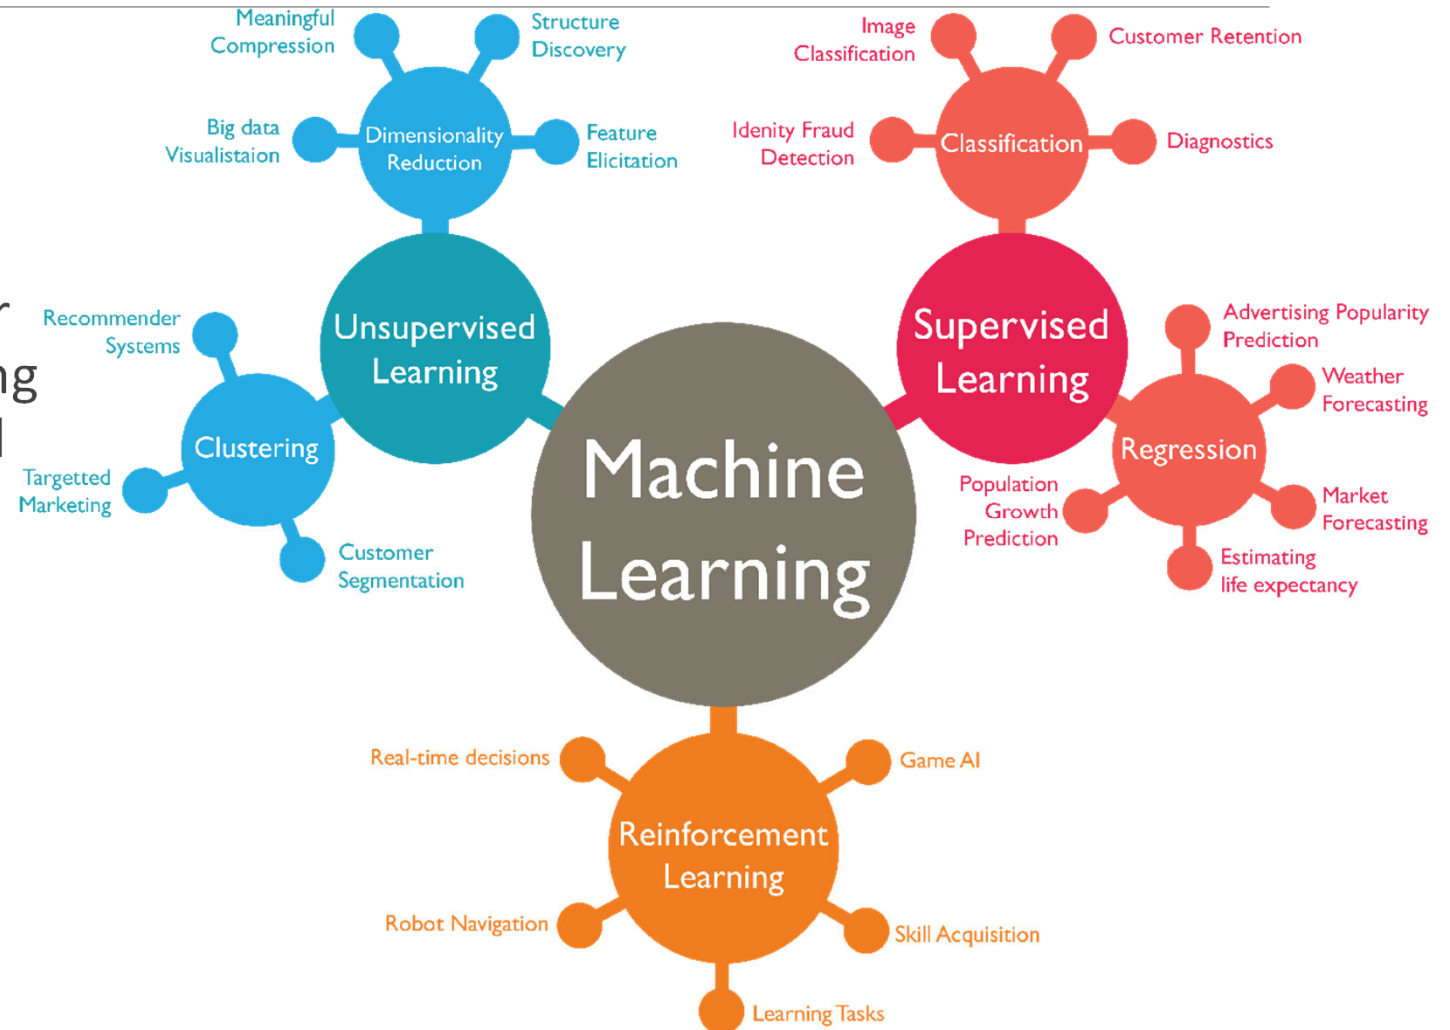 Meaningful
Compression
Structure
Discovery
Big data
Visualistaion
Dimensionality
Reduction
Feature
Elicitation
Image
Classification
Customer Retention
Idenity Fraud
Detection
Classification
Diagnostics
Unsupervised
Learning
Supervised
Learning
Recommender
Systems
Clustering
Targetted
Marketing
Customer
Segmentation
Machine
Learning
Advertising Popularity
Prediction
Weather
Forecasting
Regression
Population
Growth
Prediction
Market
Forecasting
Estimating
life expectancy
Real-time decisions
Game AI
Reinforcement
Learning
Robot Navigation
Skill Acquisition
Learning Tasks